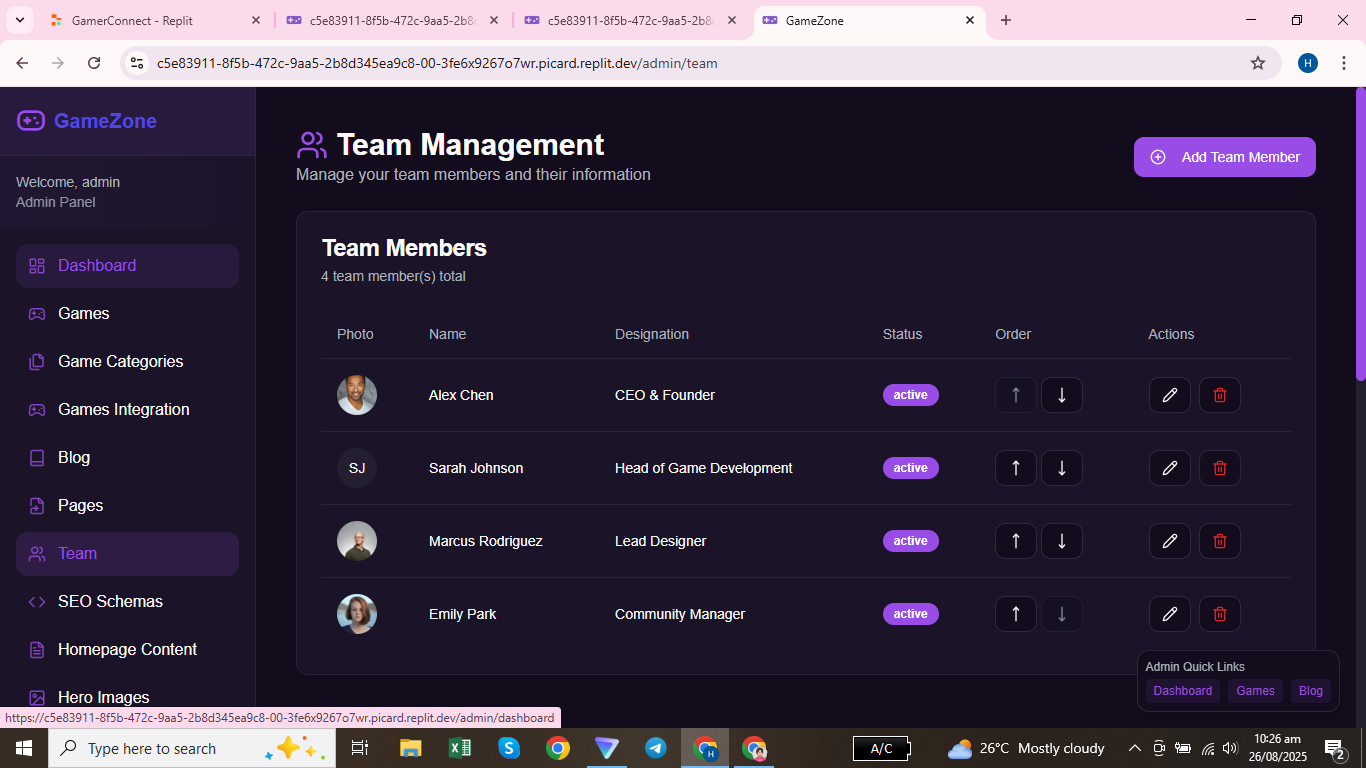 GamerConnect - Replit
c5e83911-8f5b-472c-9aa5-2b8d
c5e83911-8f5b-472c-9aa5-2b8d
GameZone
c5e83911-8f5b-472c-9aa5-2b8d345ea9c8-00-3fe6x9267o7wr.picard.replit.dev/admin/team
H
GameZone
Welcome, admin
Admin Panel
Dashboard
Games
Game Categories
Games Integration
Blog
Pages
Team
SEO Schemas
Homepage Content
Hero Images
Team Management
Manage your team members and their information
Add Team Member
Team Members
4 team member(s) total
Photo Name Designation Status Order Actions
Alex Chen CEO & Founder active
SJ Sarah Johnson Head of Game Development active
Marcus Rodriguez Lead Designer active
Emily Park Community Manager active
Admin Quick Links
Dashboard Games Blog
https://c5e83911-8f5b-472c-9aa5-2b8d345ea9c8-00-3fe6x9267o7wr.picard.replit.dev/admin/dashboard
Type here to search
H
A/C
26°C Mostly cloudy
10:26 am
26/08/2025
2